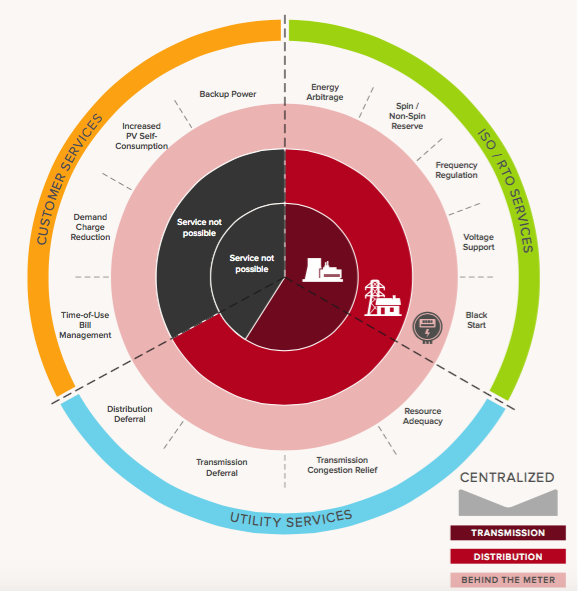 CUSTOMER SERVICES
ISO / RTO SERVICES
UTILITY SERVICES
Backup Power
Energy
Arbitrage
Spin /
Non-Spin
Reserve
Increased
PV Self-
Consumption
Frequency
Regulation
Demand
Charge
Reduction
Service not
possible
Service not
possible
Voltage
Support
Time-of-Use
Bill
Management
Black
Start
Distribution
Deferral
Resource
Adequacy
Transmission
Deferral
Transmission
Congestion Relief
CENTRALIZED
TRANSMISSION
DISTRIBUTION
BEHIND THE METER